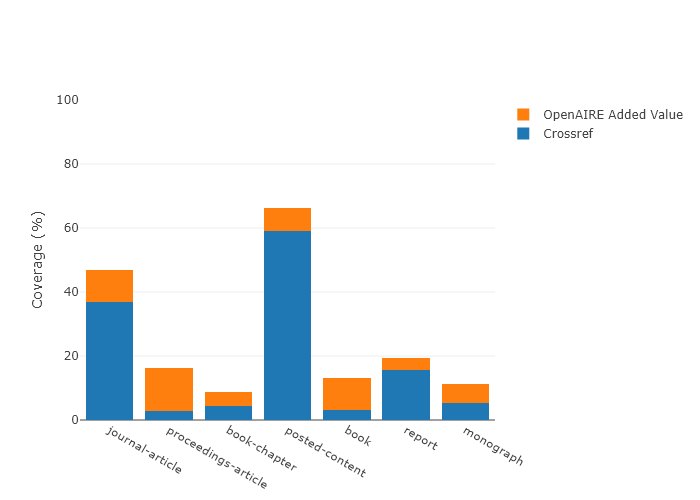 100
80
60
40
20
0
Coverage (%)
journal-article
proceedings-article
book-chapter
posted-content
book
report
monograph
OpenAIRE Added Value
Crossref